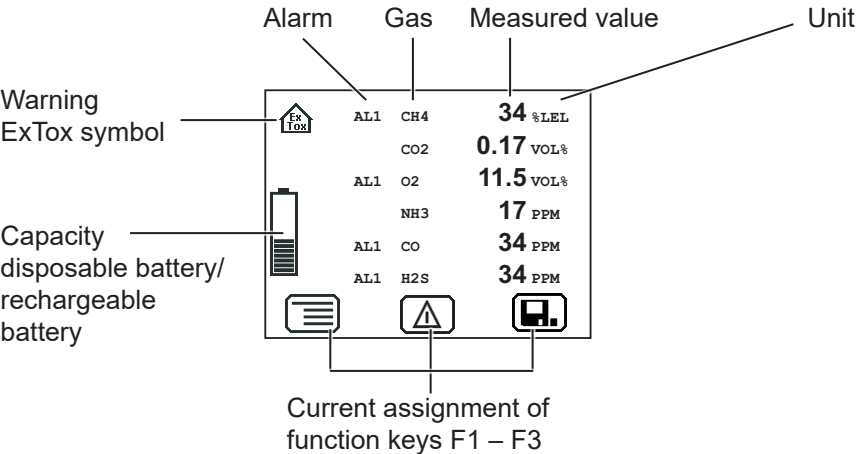 Alarm Gas Measured value Unit
Warning
ExTox symbol
Ex
Tox
AL1 CH4 34 %LEL
CO2 0.17 VOL%
AL1 O2 11.5 VOL%
NH3 17 PPM
AL1 CO 34 PPM
AL1 H2S 34 PPM
Capacity
disposable battery/
rechargeable
battery
Current assignment of
function keys F1 – F3